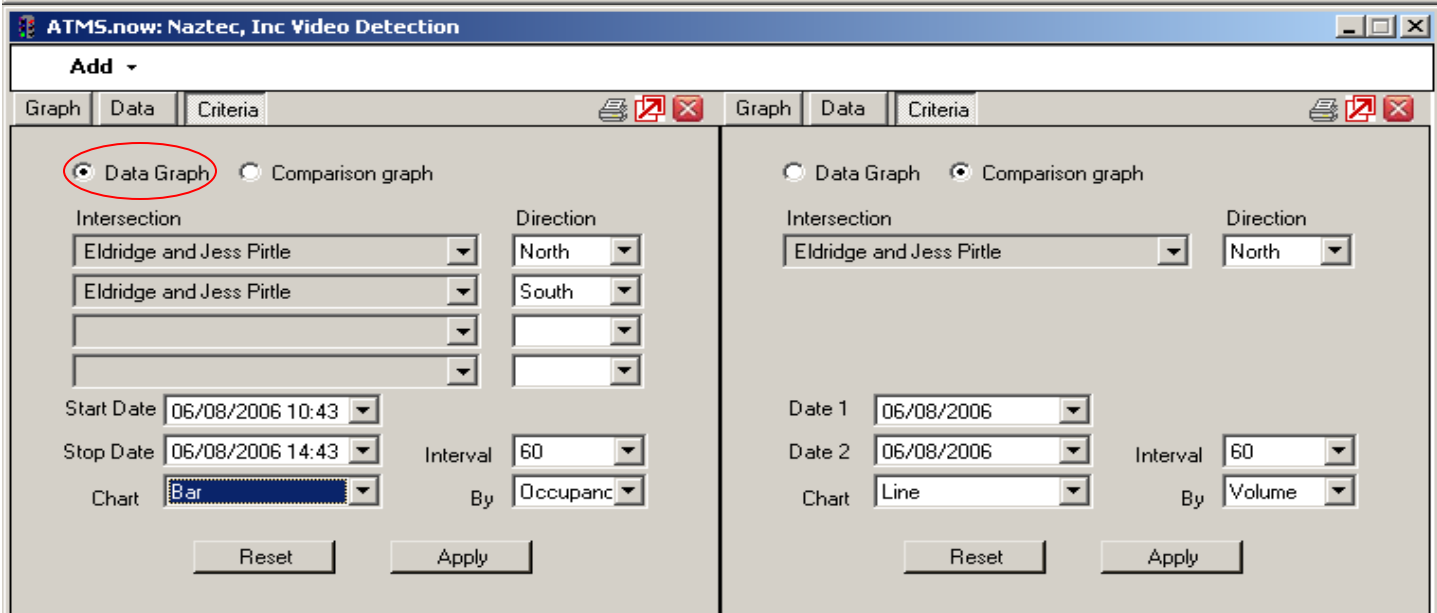 ATMS.now: Naztec, Inc Video Detection
Add
Graph Data Criteria
Data Graph Comparison graph
Intersection Direction
Eldridge and Jess Pirtle North
Eldridge and Jess Pirtle South
Start Date 06/08/2006 10:43
Stop Date 06/08/2006 14:43 Interval 60
Chart Bar By Occupanc
Reset Apply
Graph Data Criteria
Data Graph Comparison graph
Intersection Direction
Eldridge and Jess Pirtle North
Date 1 06/08/2006
Date 2 06/08/2006 Interval 60
Chart Line By Volume
Reset Apply